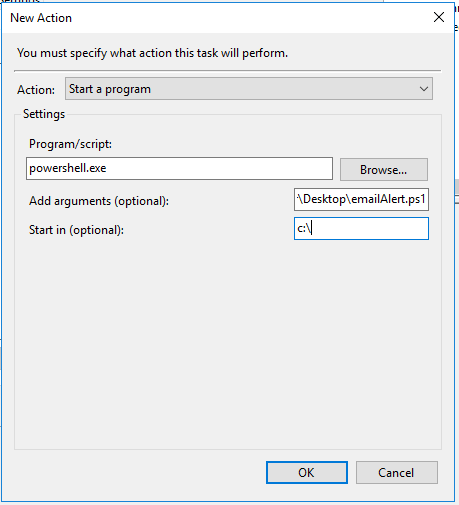 New Action
You must specify what action this task will perform.
Action: Start a program
Settings
Program/script:
powershell.exe Browse...
Add arguments (optional): \Desktop\emailAlert.ps1
Start in (optional): c:\
OK Cancel